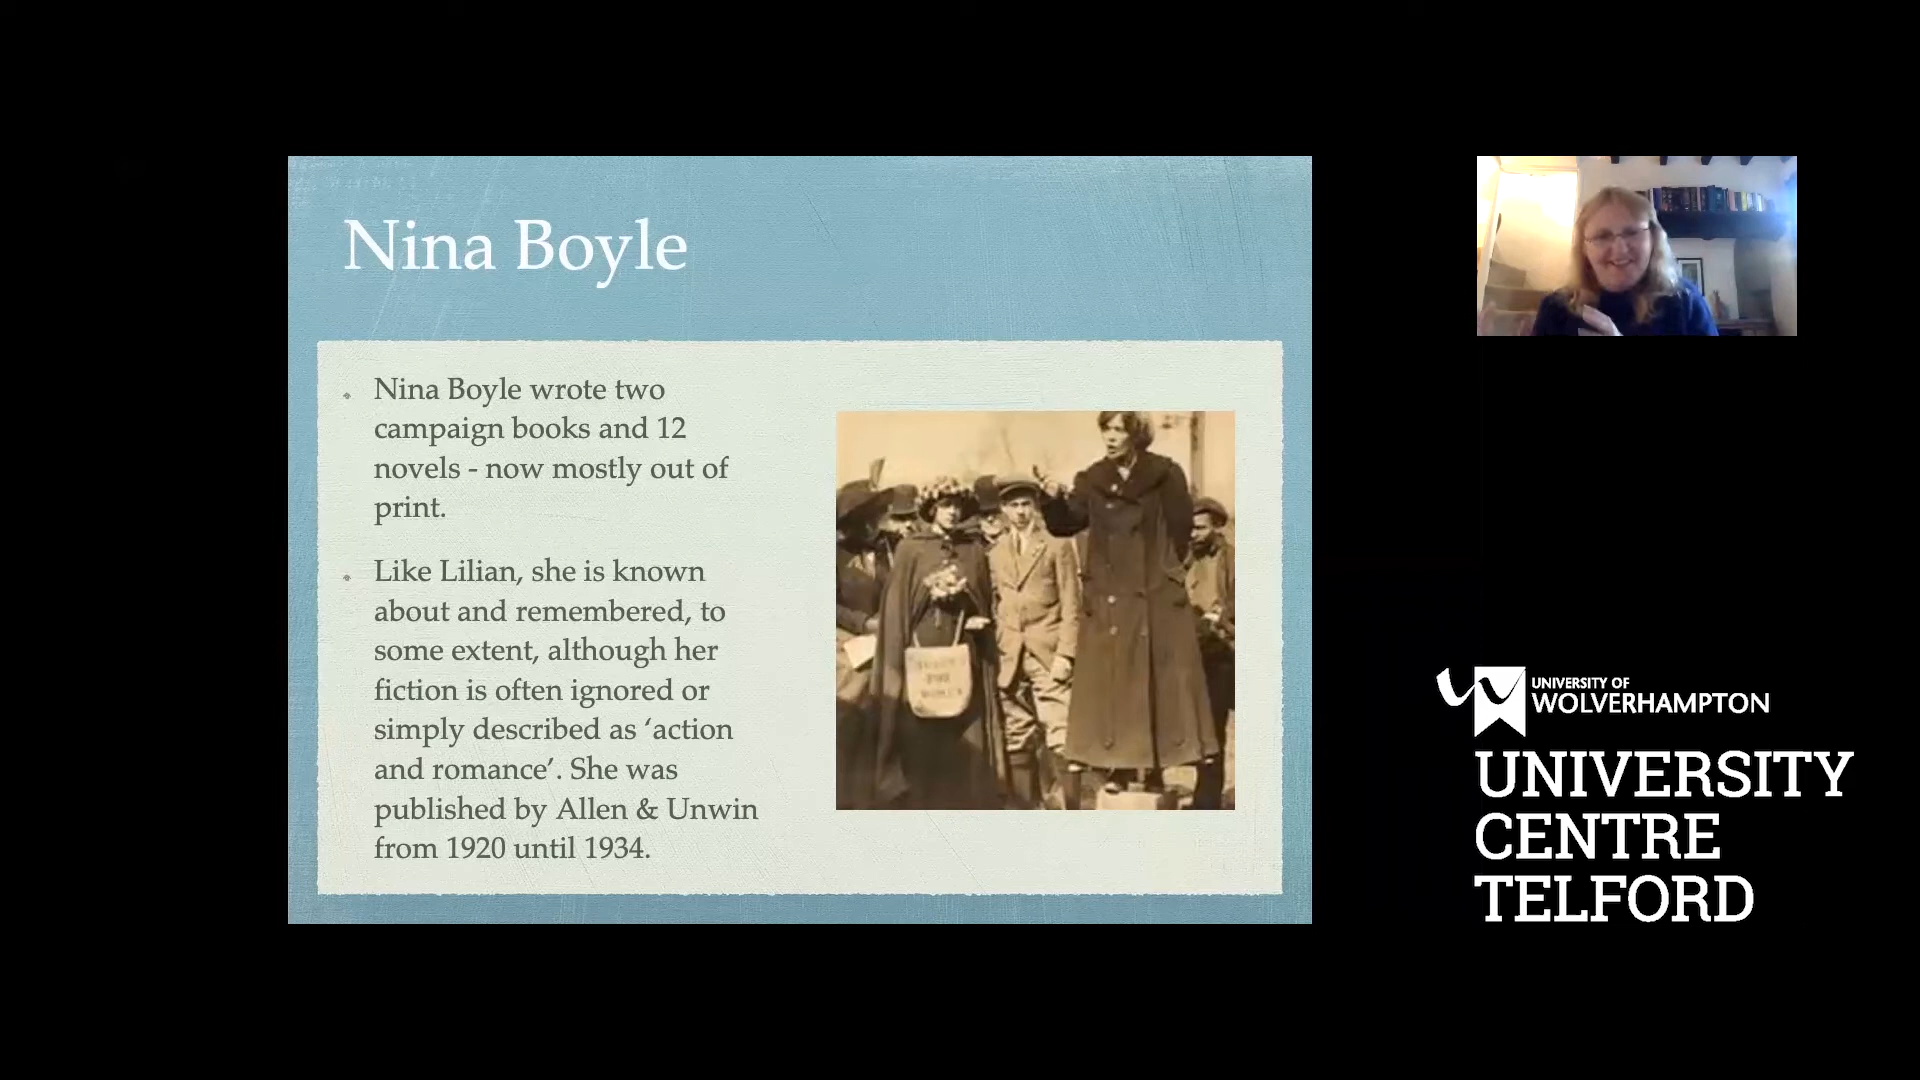 Nina Boyle
Nina Boyle wrote two
campaign books and 12
novels - now mostly out of
print.
Like Lilian, she is known
about and remembered, to
some extent, although her
fiction is often ignored or
simply described as ‘action
and romance’. She was
published by Allen & Unwin
from 1920 until 1934.
UNIVERSITY OF
WOLVERHAMPTON
UNIVERSITY
CENTRE
TELFORD